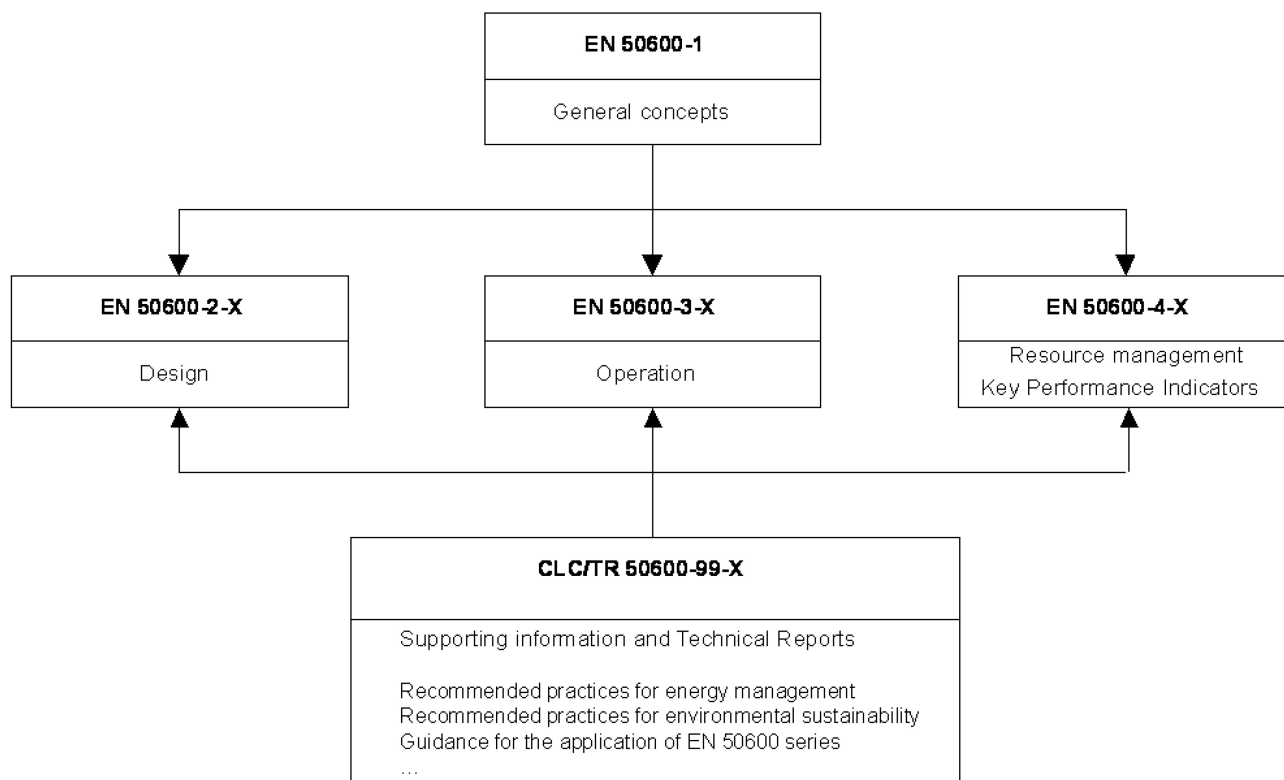 EN 50600-1
General concepts
EN 50600-2-X
Design
EN 50600-3-X
Operation
EN 50600-4-X
Resource management
Key Performance Indicators
CLC/TR 50600-99-X
Supporting information and Technical Reports
Recommended practices for energy management
Recommended practices for environmental sustainability
Guidance for the application of EN 50600 series
...